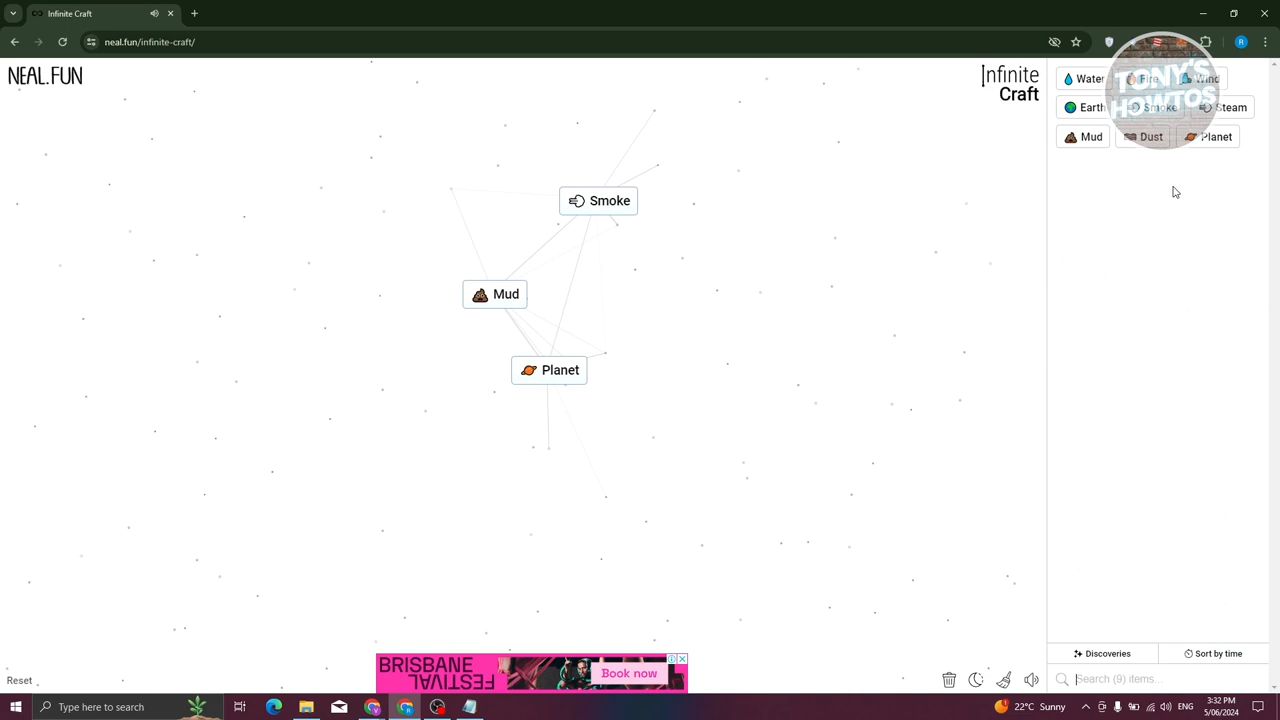 Infinite Craft
neal.fun/infinite-craft/
R
NEAL.FUN
Infinite
Craft
Water
Fire
Wind
TONY'S
HOWTOS
Earth
Smoke
Steam
Mud
Dust
Planet
Smoke
Mud
Planet
BRISBANE
FESTIVAL
Book now
Discoveries
Sort by time
Reset
Search (9) items...
Type here to search
22°C Sunny
ENG
3:32 PM
5/06/2024